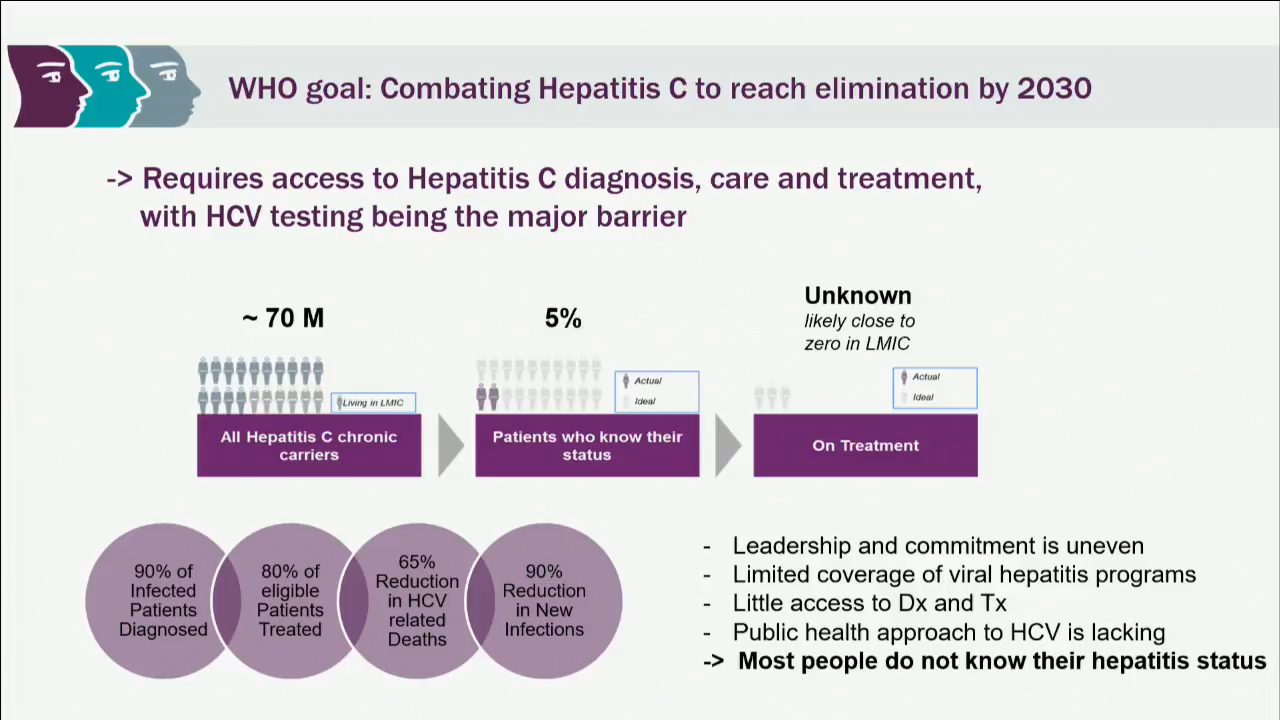 WHO goal: Combating Hepatitis C to reach elimination by 2030
-> Requires access to Hepatitis C diagnosis, care and treatment,
with HCV testing being the major barrier
~ 70 M
5%
Unknown
likely close to
zero in LMIC
Living in LMIC
Actual
Ideal
Actual
Ideal
All Hepatitis C chronic
carriers
Patients who know their
status
On Treatment
90% of
Infected
Patients
Diagnosed
80% of
eligible
Patients
Treated
65%
Reduction
in HCV
related
Deaths
90%
Reduction
in New
Infections
- Leadership and commitment is uneven
- Limited coverage of viral hepatitis programs
- Little access to Dx and Tx
- Public health approach to HCV is lacking
-> Most people do not know their hepatitis status